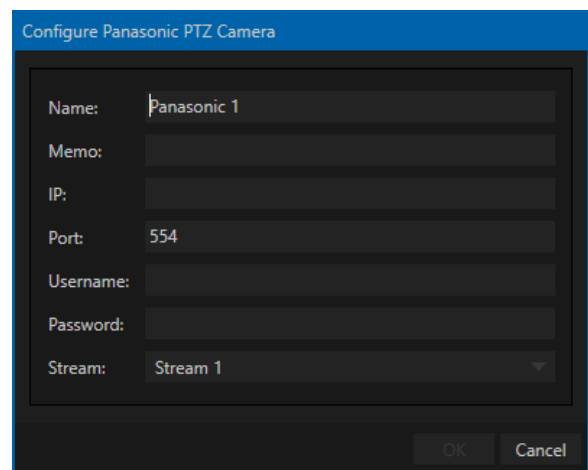 Configure Panasonic PTZ Camera
Name: Panasonic 1
Memo:
IP:
Port: 554
Username:
Password:
Stream: Stream 1
OK Cancel